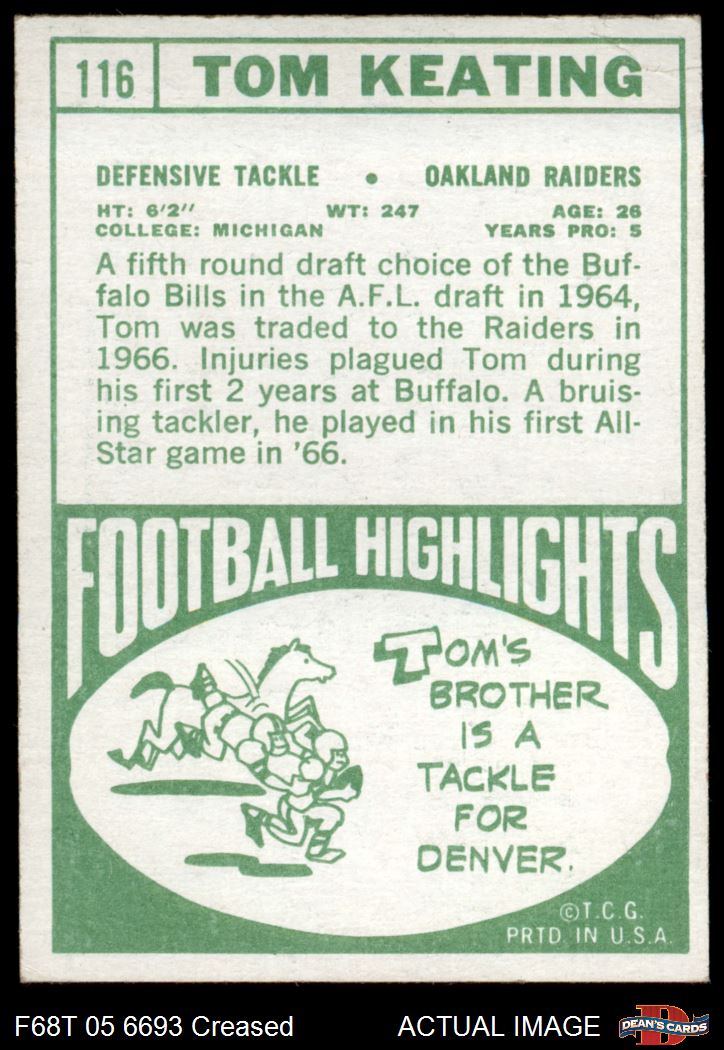 116 TOM KEATING
DEFENSIVE TACKLE • OAKLAND RAIDERS
HT: 6'2" WT: 247 AGE: 26
COLLEGE: MICHIGAN YEARS PRO: 5
A fifth round draft choice of the Buf-
falo Bills in the A.F.L. draft in 1964,
Tom was traded to the Raiders in
1966. Injuries plagued Tom during
his first 2 years at Buffalo. A bruis-
ing tackler, he played in his first All-
Star game in '66.
FOOTBALL HIGHLIGHTS
TOM'S
BROTHER
IS A
TACKLE
FOR
DENVER.
©T.C.G.
PRTD. IN U.S.A.
F68T 05 6693 Creased ACTUAL IMAGE D DEAN'S CARDS